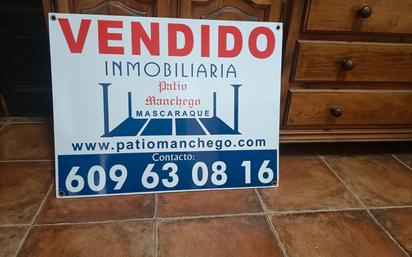 VENDIDO
INMOBILIARIA
Patio
Manchego
MASCARAQUE
www.patiomanchego.com
Contacto:
609 63 08 16